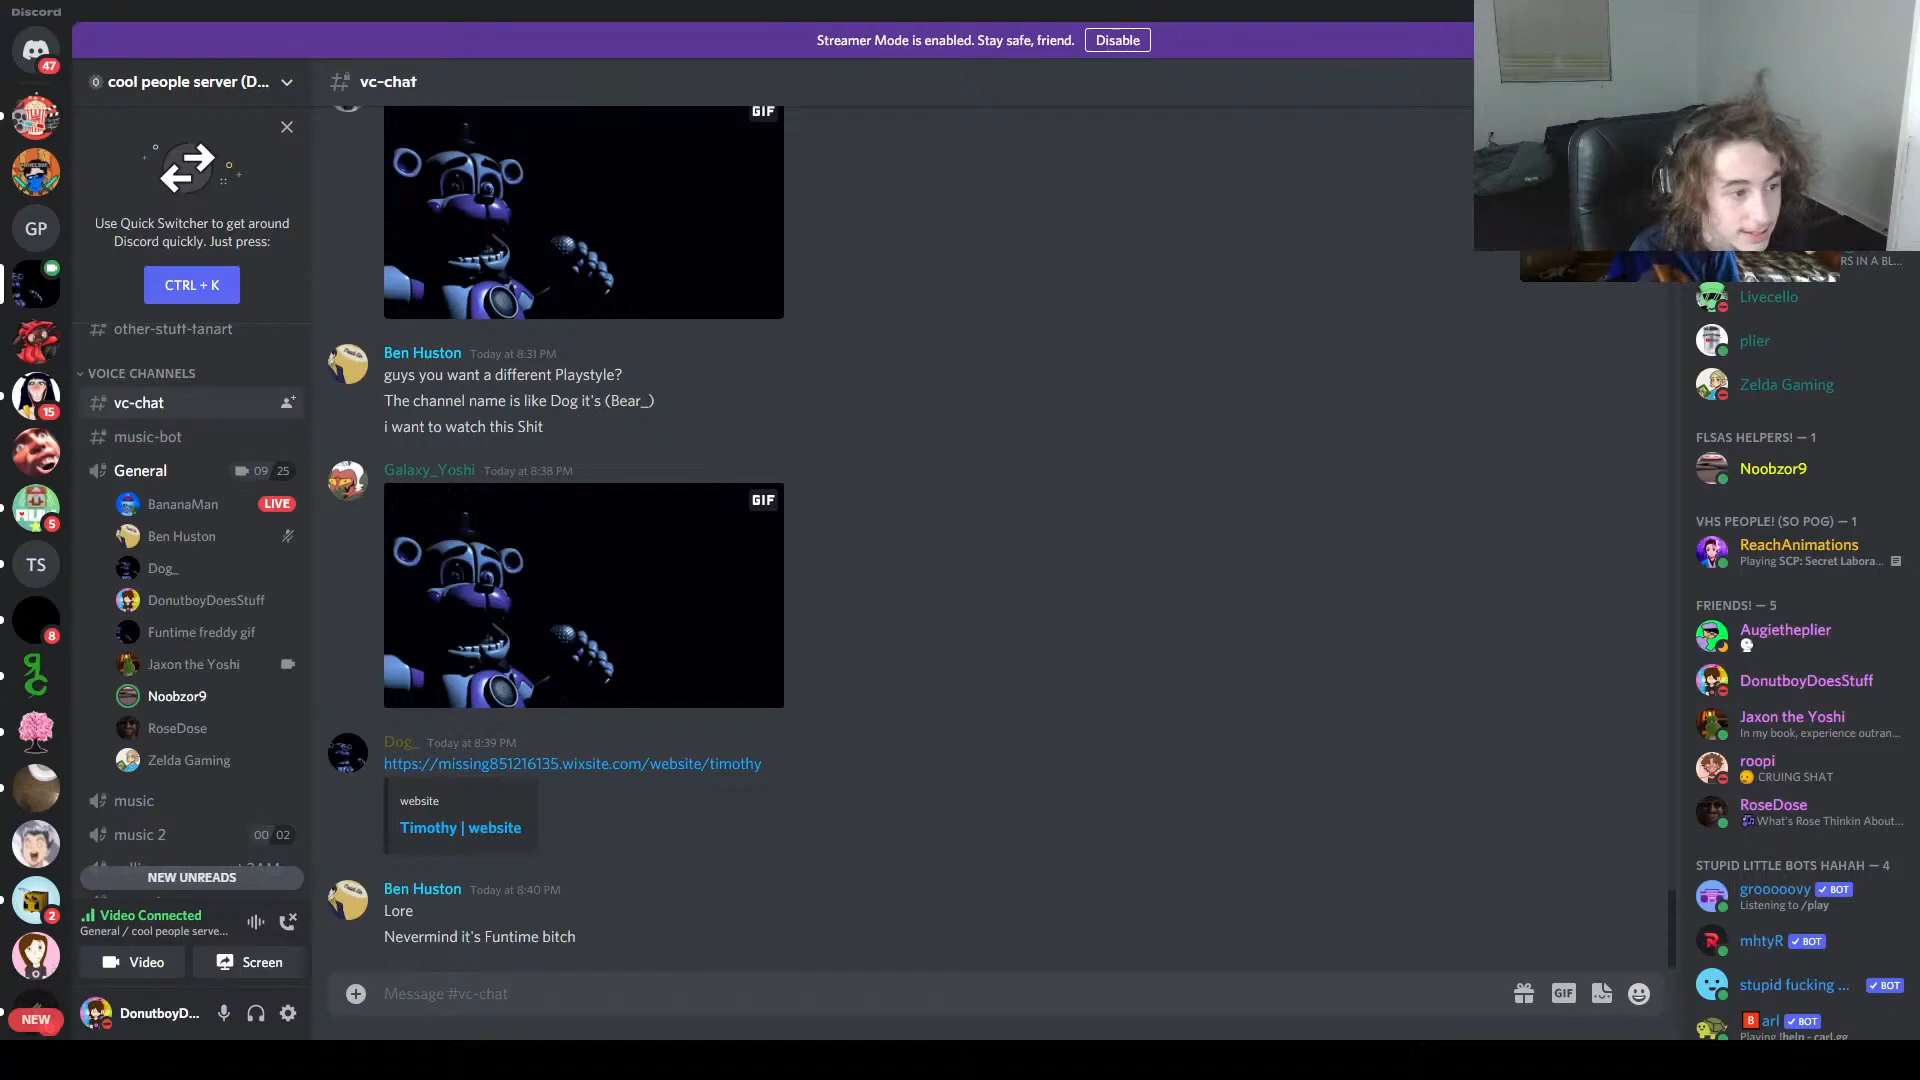 Discord
Streamer Mode is enabled. Stay safe, friend.
Disable
47
cool people server (D...
vc-chat
GIF
Use Quick Switcher to get around
Discord quickly. Just press:
CTRL + K
GP
other-stuff-fanart
VOICE CHANNELS
vc-chat
music-bot
General
09 25
BananaMan
LIVE
Ben Huston
Dog_
DonutboyDoesStuff
Funtime freddy gif
Jaxon the Yoshi
Noobzor9
RoseDose
Zelda Gaming
music
music 2
00 02
NEW UNREADS
Video Connected
General / cool people serve...
Video
Screen
DonutboyD...
15
5
TS
8
2
NEW
Ben Huston Today at 8:31 PM
guys you want a different Playstyle?
The channel name is like Dog it's (Bear_)
i want to watch this Shit
Galaxy_Yoshi Today at 8:38 PM
GIF
Dog_ Today at 8:39 PM
https://missing851216135.wixsite.com/website/timothy
website
Timothy | website
Ben Huston Today at 8:40 PM
Lore
Nevermind it's Funtime bitch
Message #vc-chat
GIF
RS IN A BL...
Livecello
plier
Zelda Gaming
FLSAS HELPERS! — 1
Noobzor9
VHS PEOPLE! (SO POG) — 1
ReachAnimations
Playing SCP: Secret Labora...
FRIENDS! — 5
Augietheplier
DonutboyDoesStuff
Jaxon the Yoshi
In my book, experience outran...
roopi
CRUING SHAT
RoseDose
What's Rose Thinkin About...
STUPID LITTLE BOTS HAHAH — 4
grooooovy BOT
Listening to /play
mhtyR BOT
stupid fucking ... BOT
B arl BOT
Playing !help - carl.gg